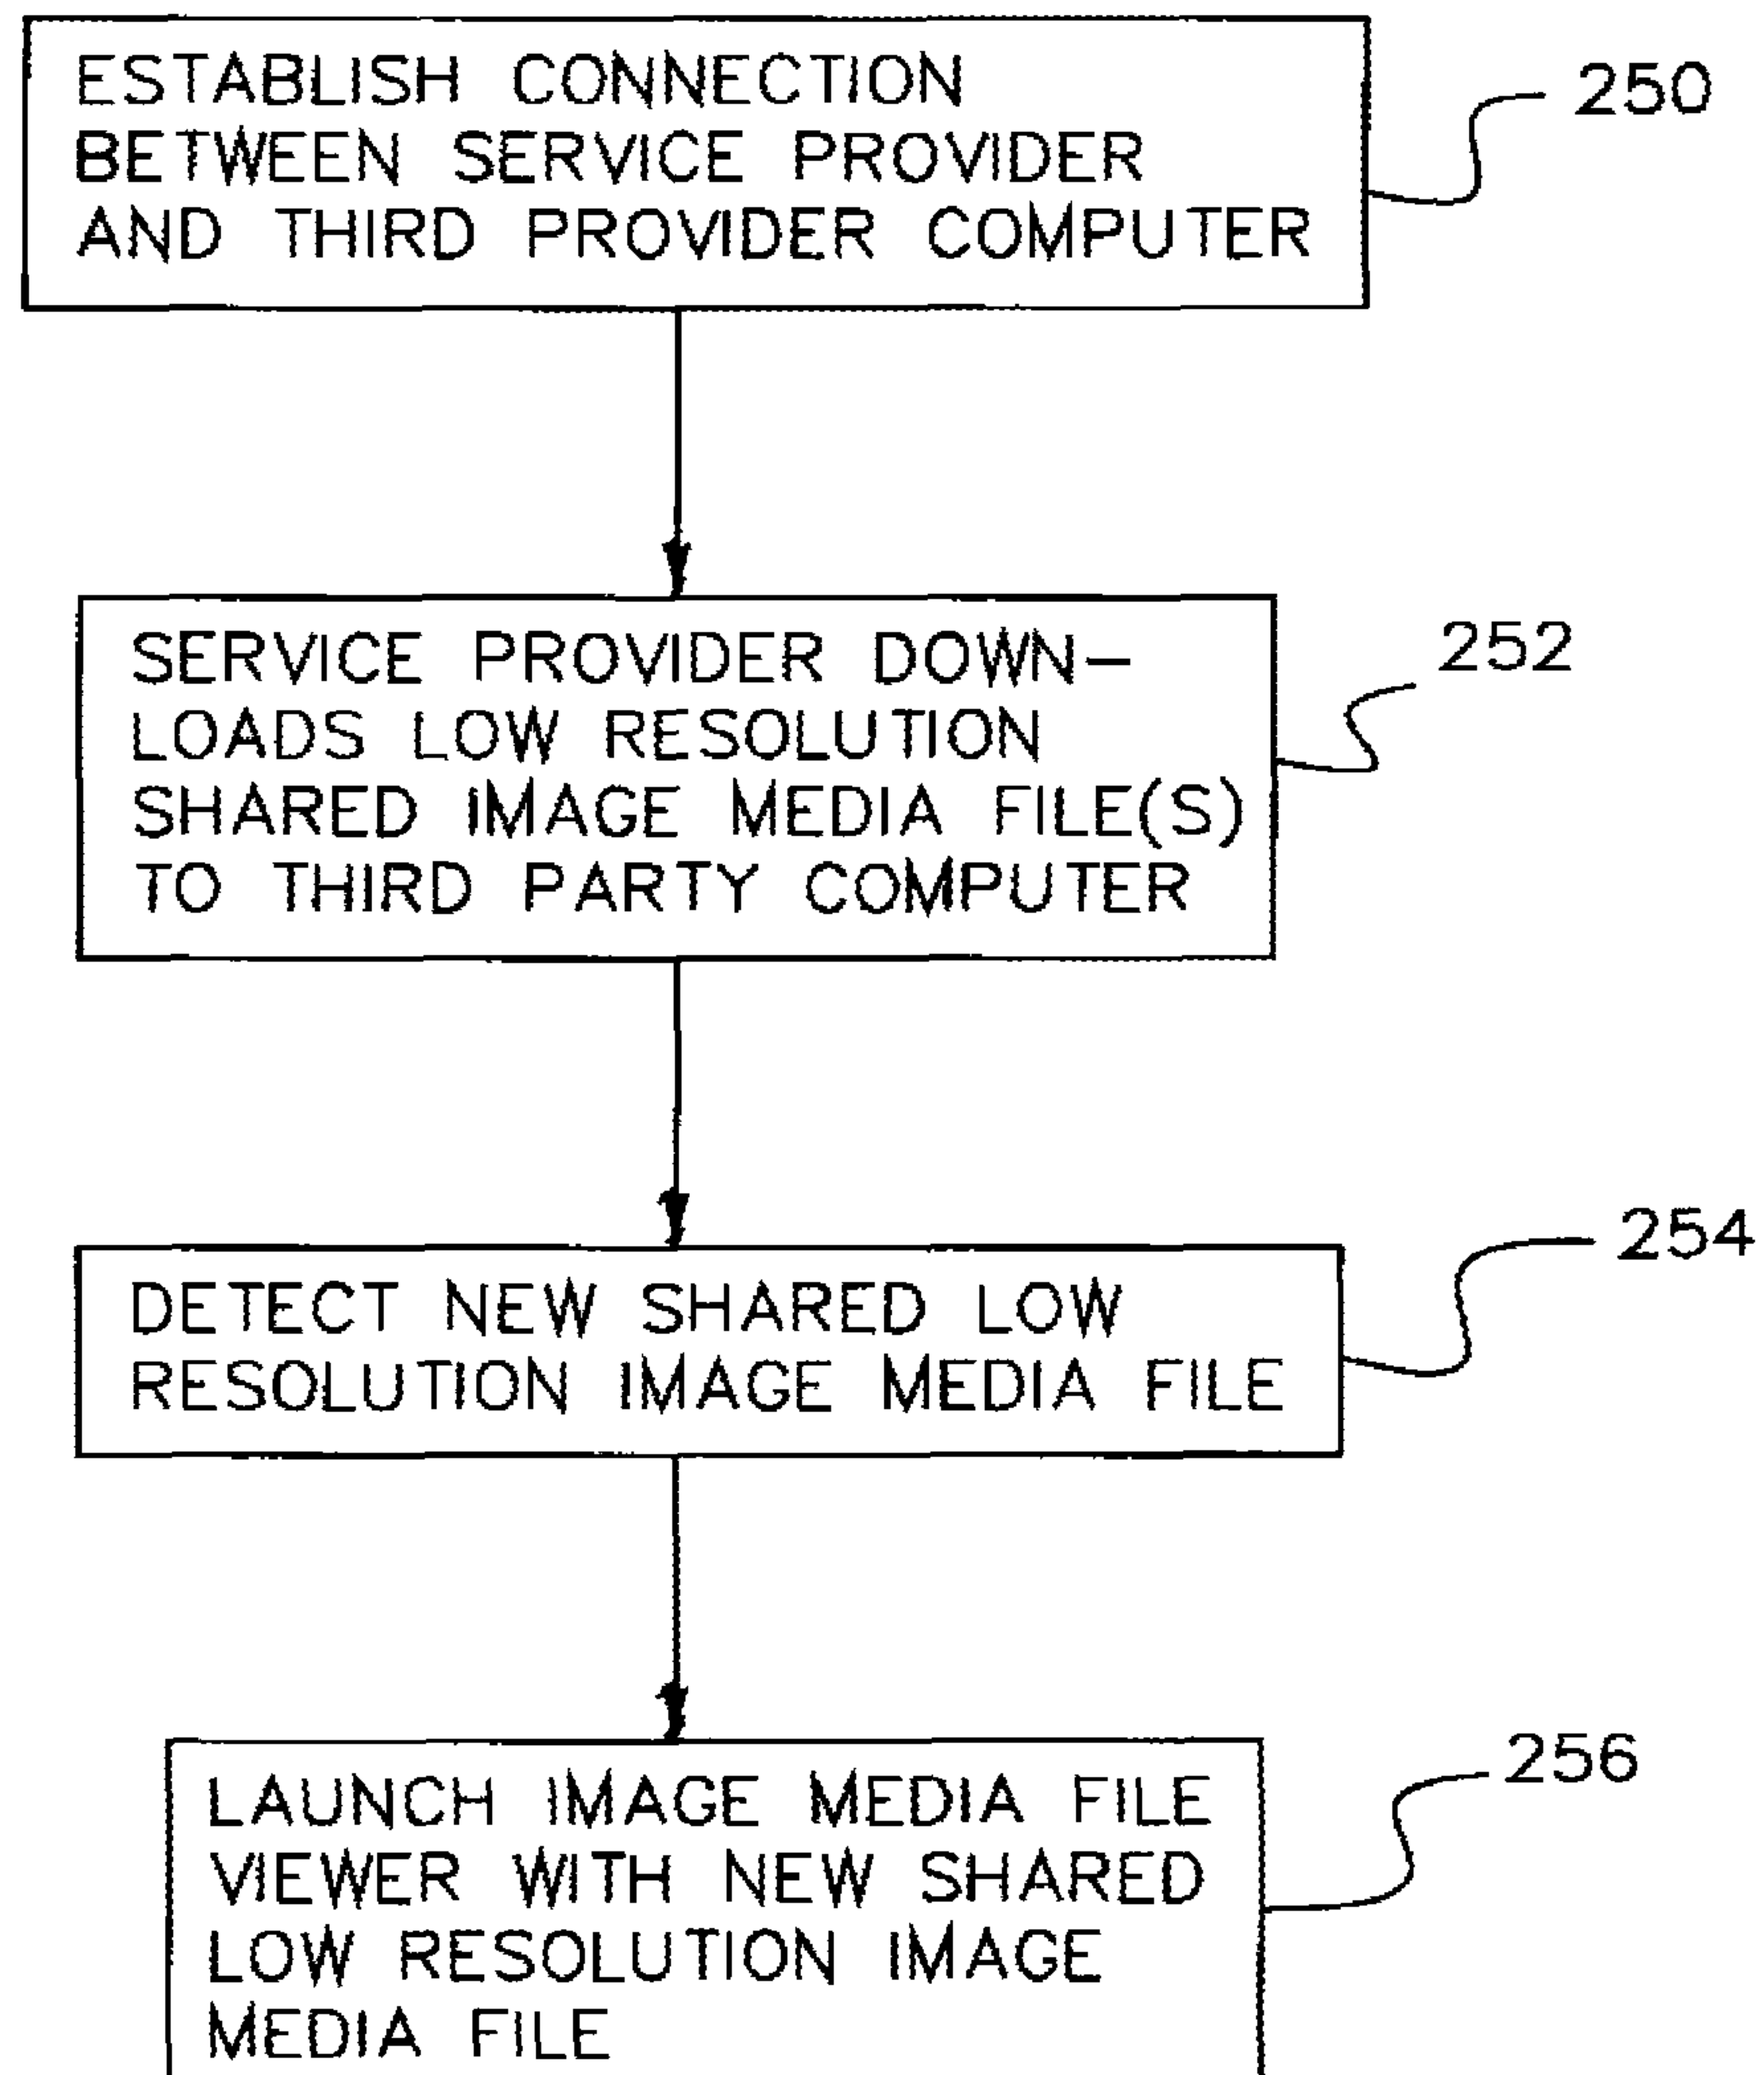 ESTABLISH CONNECTION
BETWEEN SERVICE PROVIDER
AND THIRD PROVIDER COMPUTER
250
SERVICE PROVIDER DOWN-
LOADS LOW RESOLUTION
SHARED IMAGE MEDIA FILE(S)
TO THIRD PARTY COMPUTER
252
DETECT NEW SHARED LOW
RESOLUTION IMAGE MEDIA FILE
254
LAUNCH IMAGE MEDIA FILE
VIEWER WITH NEW SHARED
LOW RESOLUTION IMAGE
MEDIA FILE
256